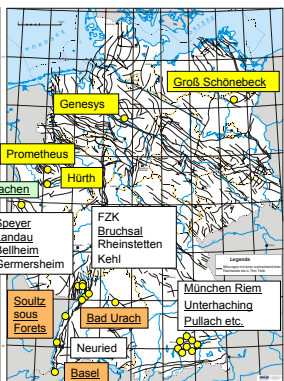 NORDSEE
Groß Schönebeck
Genesys
Prometheus
Hürth
achen
Speyer
Landau
Bellheim
Germersheim
FZK
Bruchsal
Rheinstetten
Kehl
Legende
München Riem
Unterhaching
Pullach etc.
Soultz
sous
Forets
Bad Urach
Neuried
Basel